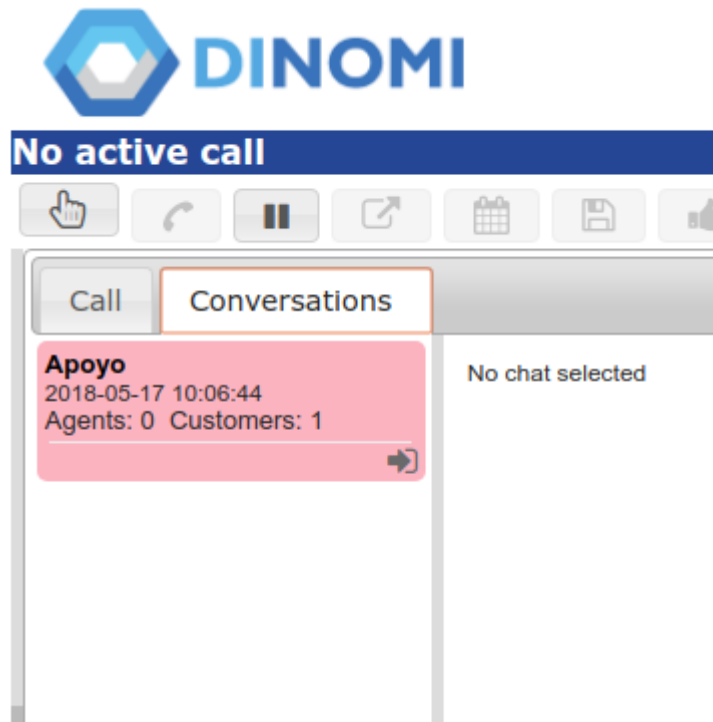 DINOMI
No active call
Call Conversations
Apoyo
2018-05-17 10:06:44
Agents: 0 Customers: 1
No chat selected